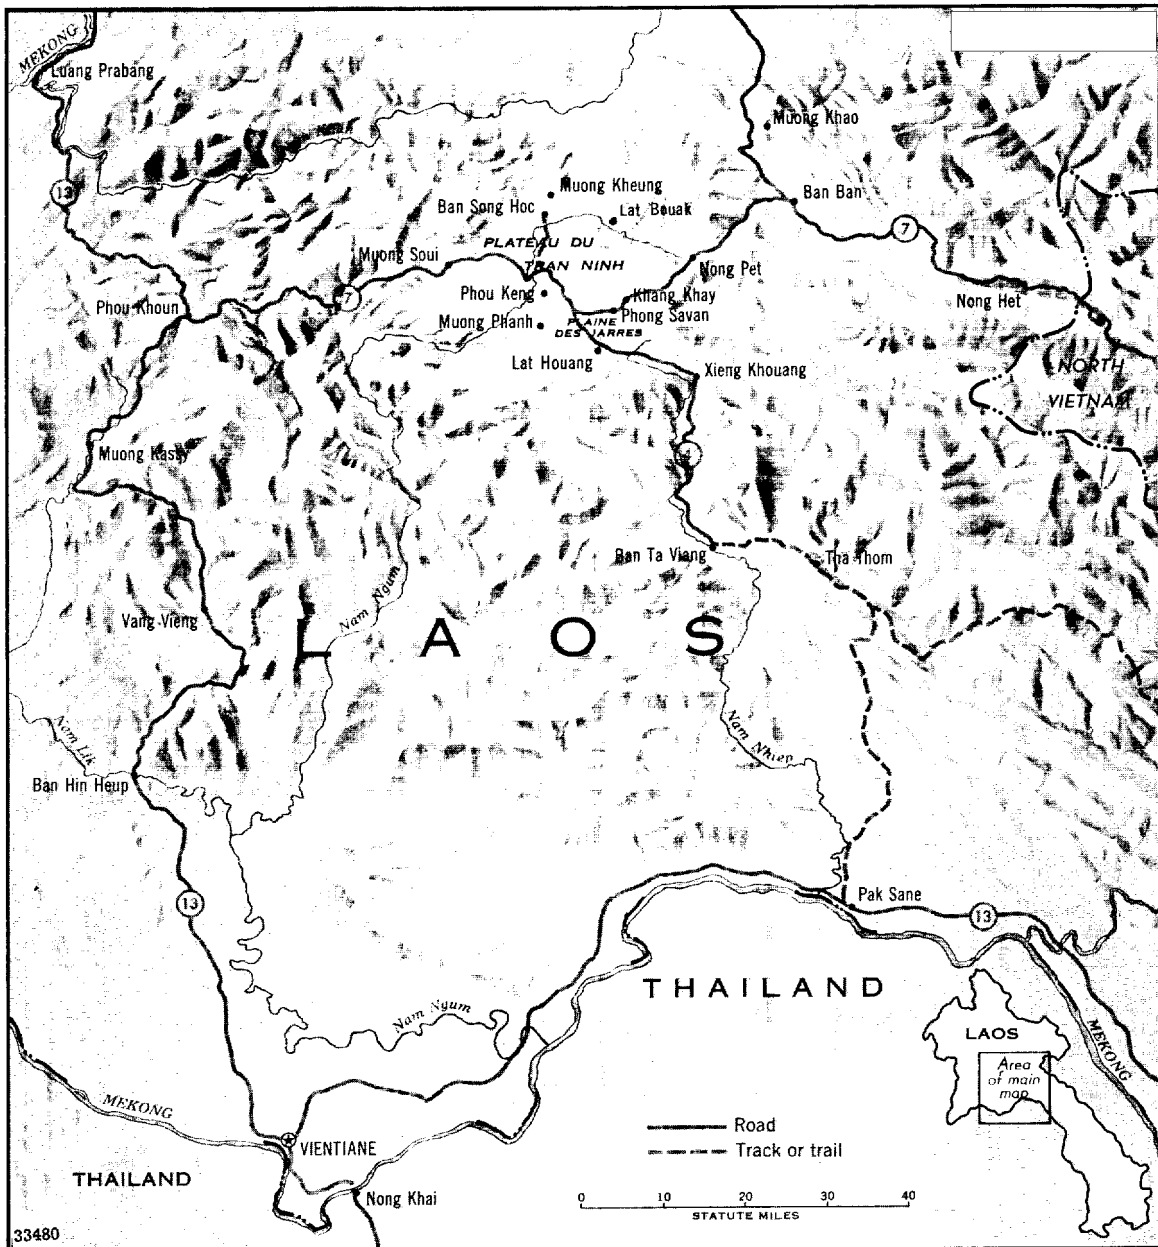 MEKONG
Luang Prabang
Muong Khao
13
Muong Kheung
Ban Ban
Ban Song Hoc
Lat Bouak
7
PLATEAU DU
TRAN NINH
Muong Soui
Nong Pet
7
Phou Keng
Khang Khay
Nong Het
Phou Khoun
Phong Savan
Muong Phanh
PLAINE
DES JARRES
Lat Houang
Xieng Khouang
NORTH
VIETNAM
Muong Kassy
4
Ban Ta Viang
Tha Thom
Nam Ngum
Vang Vieng
LAOS
Nam Lik
Nam Nhiep
Ban Hin Heup
13
Pak Sane
13
THAILAND
Nam Ngum
LAOS
Area
of main
map
MEKONG
MEKONG
Road
VIENTIANE
Track or trail
THAILAND
Nong Khai
0 10 20 30 40
STATUTE MILES
33480